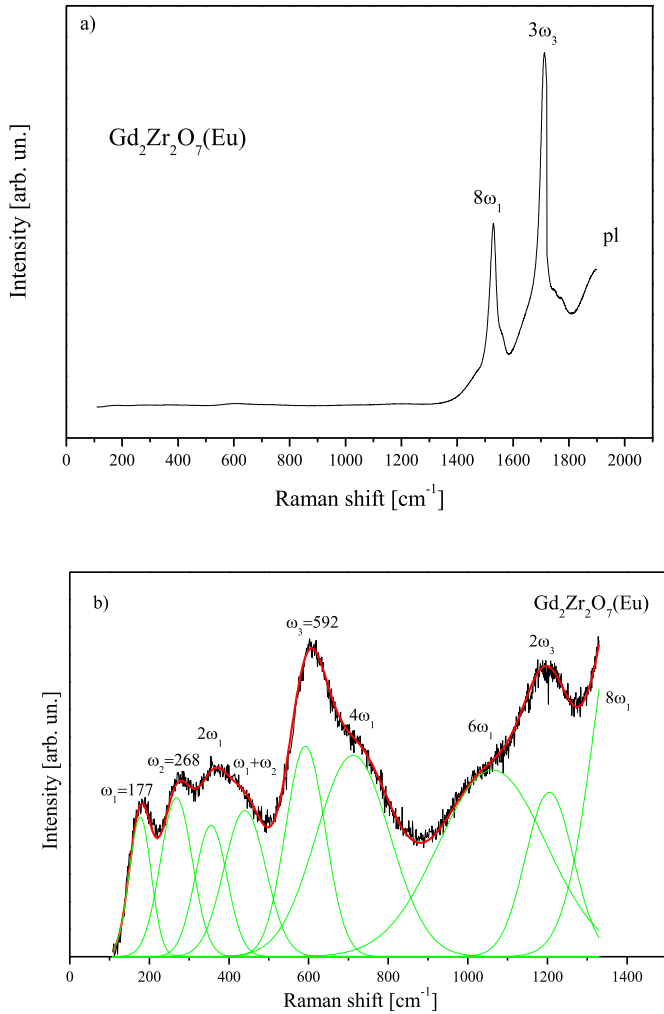 a)
3ω₃
Gd₂Zr₂O₇(Eu)
8ω₁
pl
Intensity [arb. un.]
0 200 400 600 800 1000 1200 1400 1600 1800 2000
Raman shift [cm⁻¹]
b)
Gd₂Zr₂O₇(Eu)
ω₃=592
2ω₃
8ω₁
4ω₁
6ω₁
2ω₁
ω₂=268
ω₁+ω₂
ω₁=177
Intensity [arb. un.]
200 400 600 800 1000 1200 1400
Raman shift [cm⁻¹]